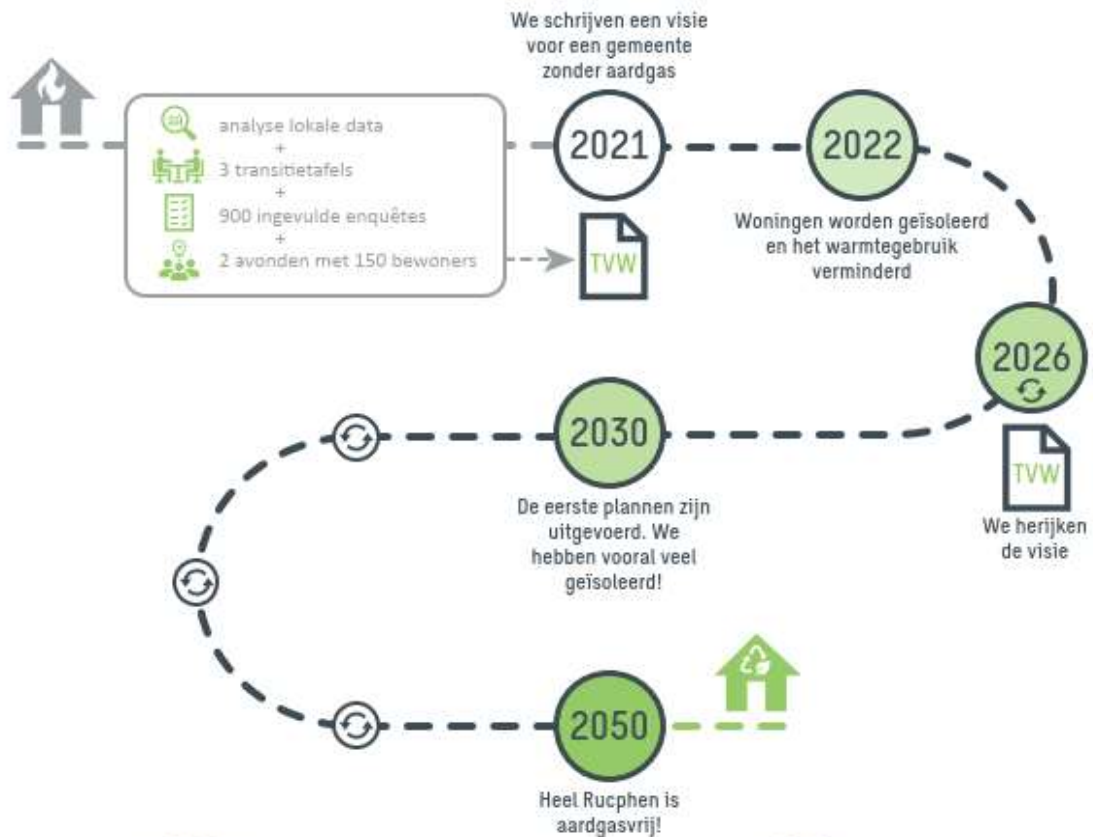 We schrijven een visie
voor een gemeente
zonder aardgas
analyse lokale data
+
3 transitietafels
+
900 ingevulde enquêtes
+
2 avonden met 150 bewoners
2021
TVW
2022
Woningen worden geïsoleerd
en het warmtegebruik
verminderd
2026
TVW
We herijken
de visie
2030
De eerste plannen zijn
uitgevoerd. We
hebben vooral veel
geïsoleerd!
2050
Heel Rucphen is
aardgasvrij!